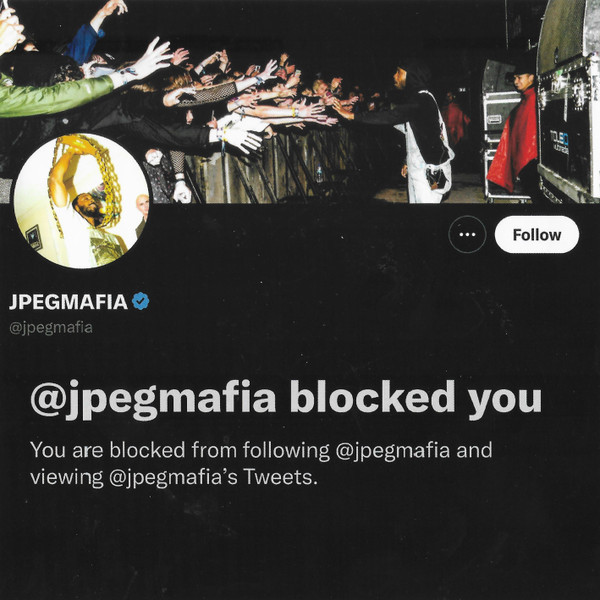 Follow
JPEGMAFIA
@jpegmafia
@jpegmafia blocked you
You are blocked from following @jpegmafia and
viewing @jpegmafia's Tweets.